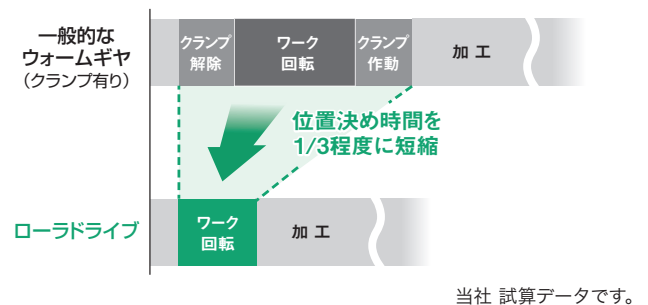 一般的な
ウォームギヤ
（クランプ有り）
クランプ
解除
ワーク
回転
クランプ
作動
加 工
位置決め時間を
1/3程度に短縮
ローラドライブ
ワーク
回転
加 工
当社 試算データです。